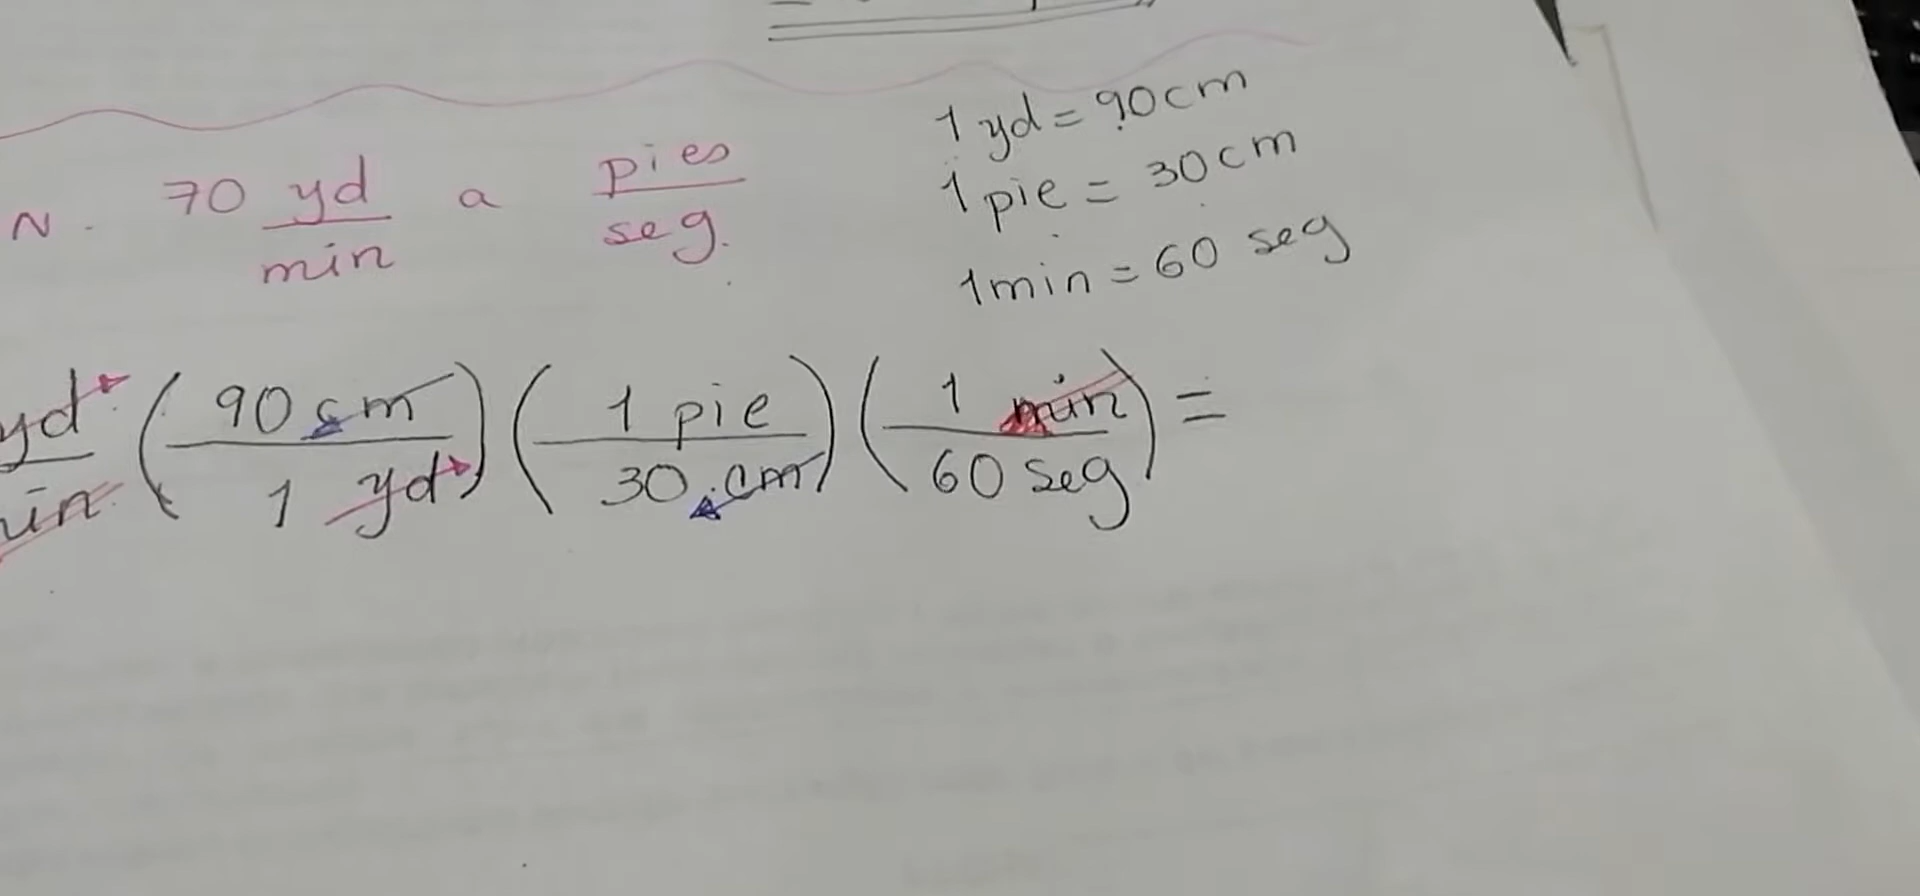 1 yd = 90 cm
1 pie = 30 cm
1 min = 60 seg
N. 70 yd/min a pies/seg.
yd (90 cm / 1 yd) (1 pie / 30 cm) (1 min / 60 seg) =